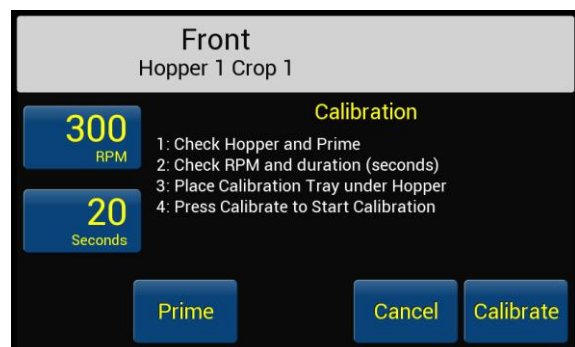 Front
Hopper 1 Crop 1
Calibration
300
RPM
1: Check Hopper and Prime
2: Check RPM and duration (seconds)
3: Place Calibration Tray under Hopper
4: Press Calibrate to Start Calibration
20
Seconds
Prime
Cancel
Calibrate